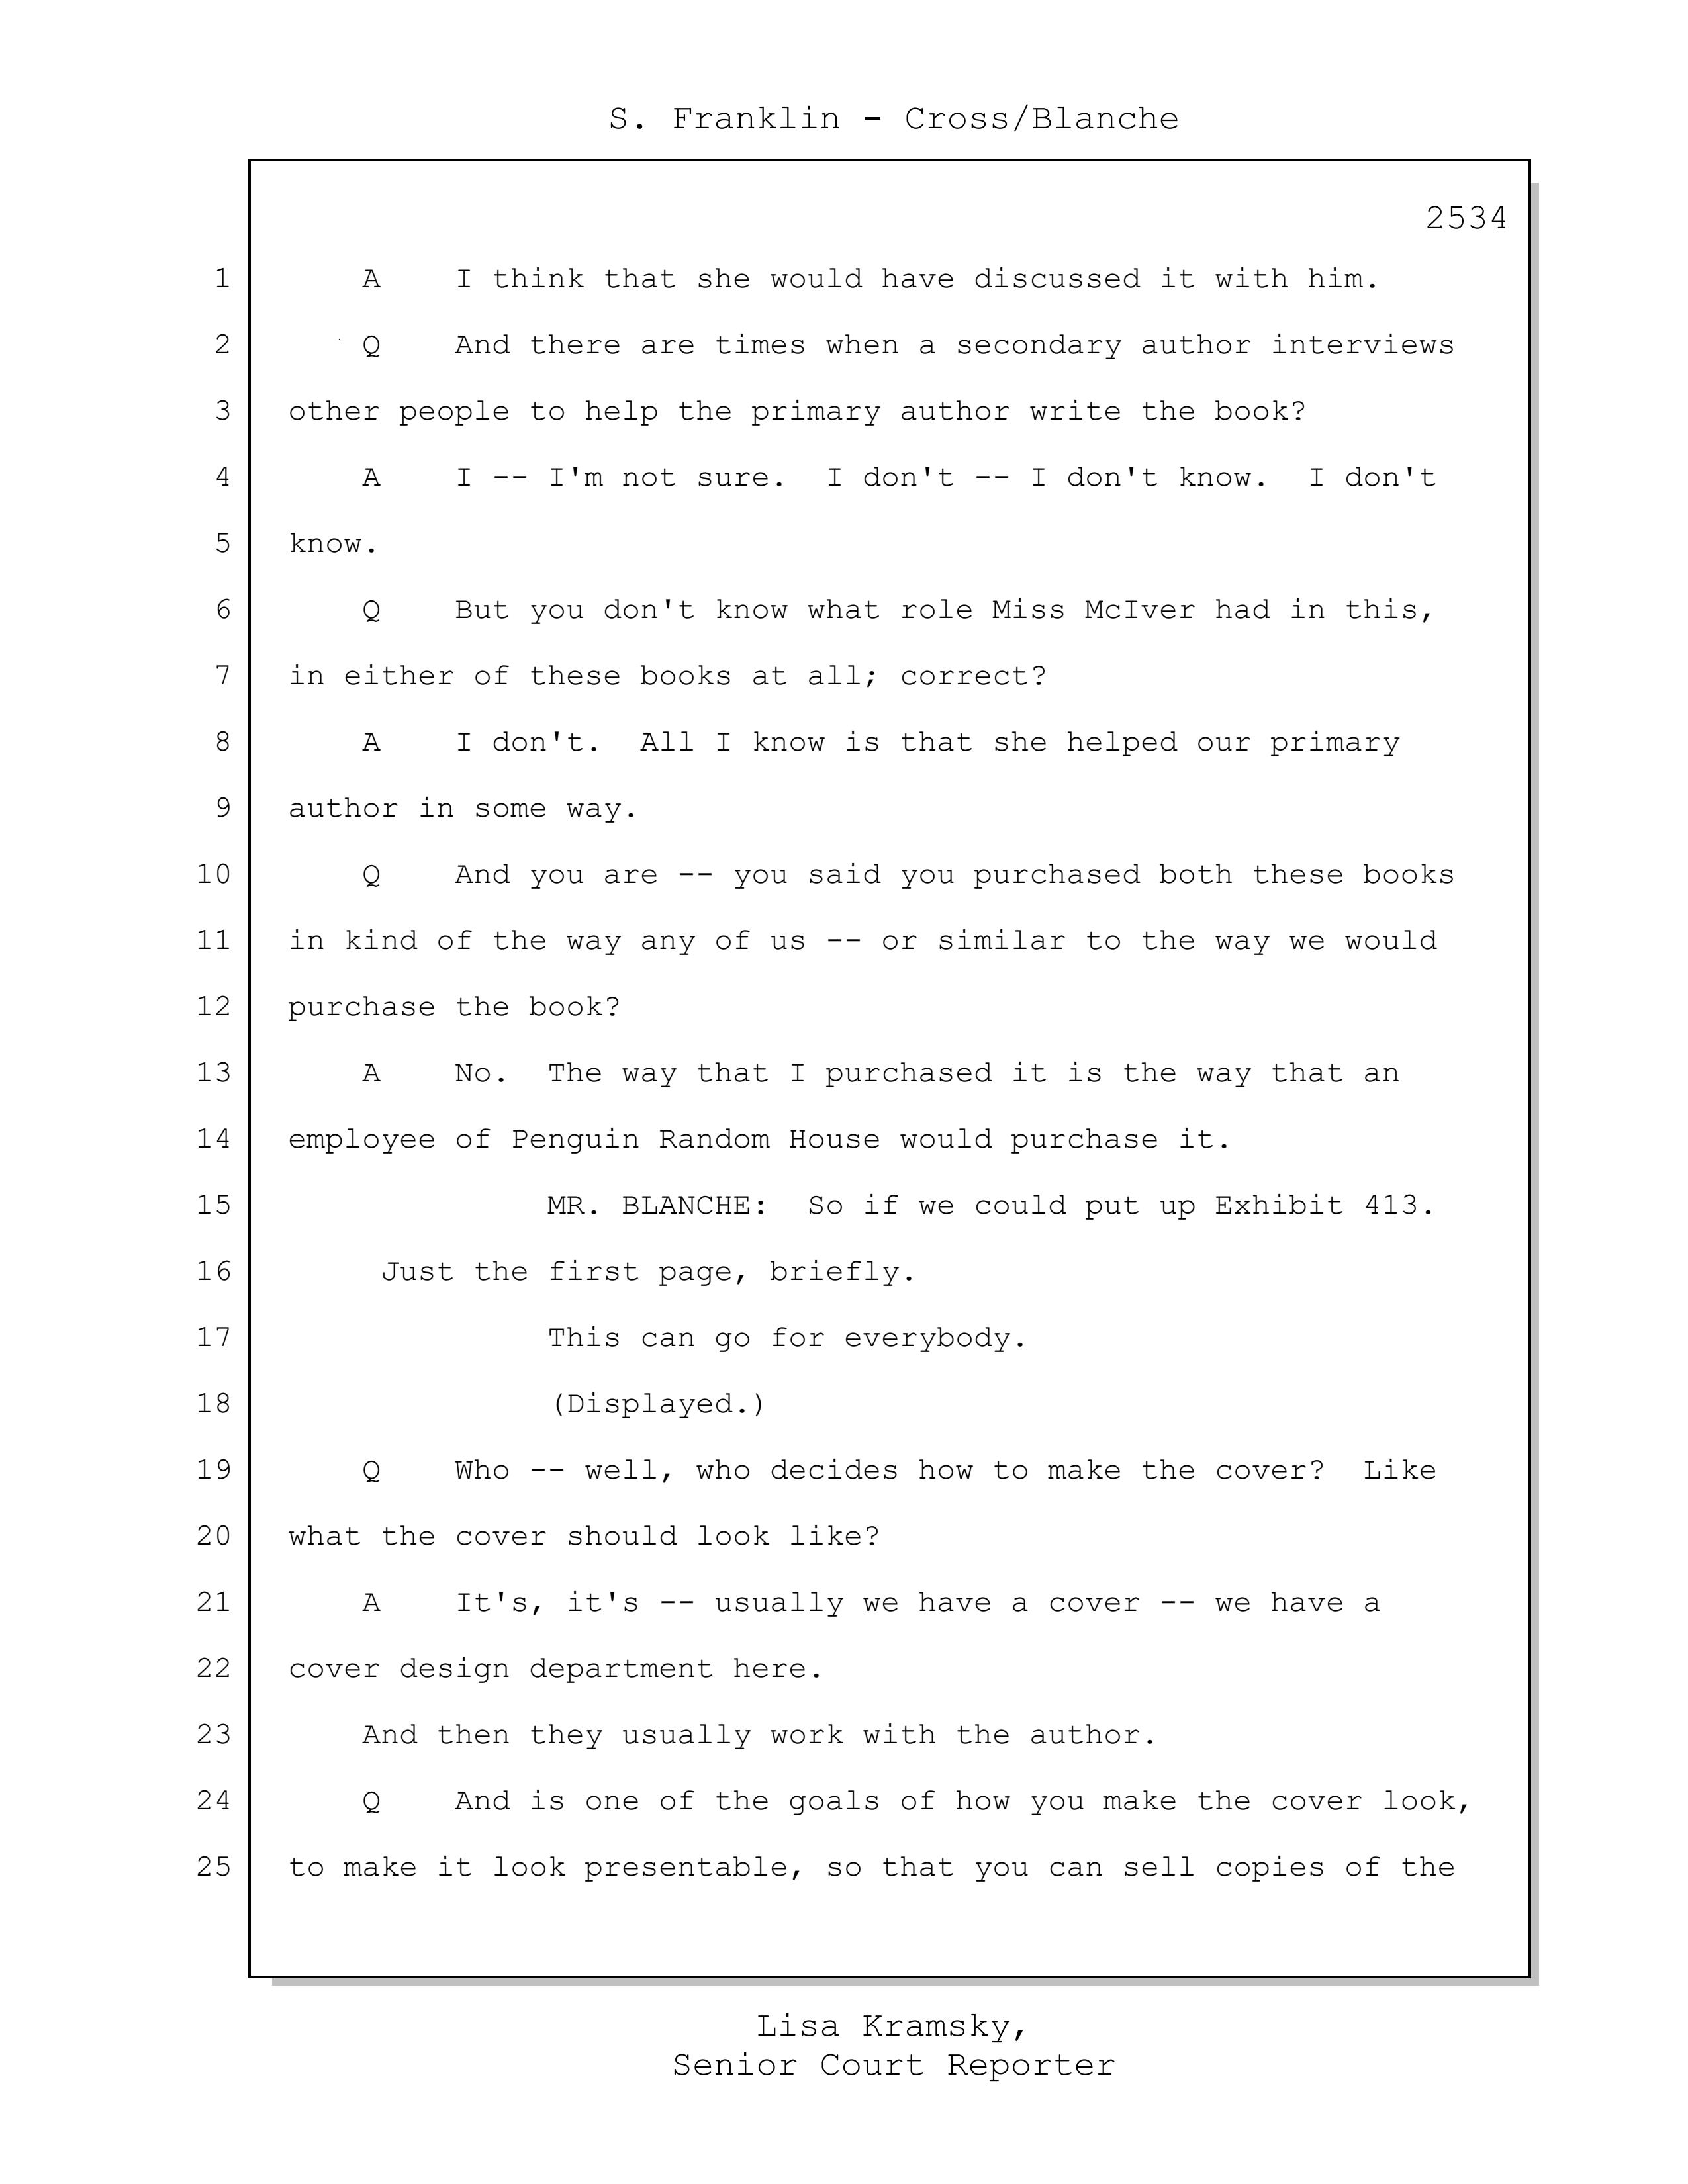 S. Franklin - Cross/Blanche
2534
1 A I think that she would have discussed it with him.
2 Q And there are times when a secondary author interviews
3 other people to help the primary author write the book?
4 A I -- I'm not sure. I don't -- I don't know. I don't
5 know.
6 Q But you don't know what role Miss McIver had in this,
7 in either of these books at all; correct?
8 A I don't. All I know is that she helped our primary
9 author in some way.
10 Q And you are -- you said you purchased both these books
11 in kind of the way any of us -- or similar to the way we would
12 purchase the book?
13 A No. The way that I purchased it is the way that an
14 employee of Penguin Random House would purchase it.
15 MR. BLANCHE: So if we could put up Exhibit 413.
16 Just the first page, briefly.
17 This can go for everybody.
18 (Displayed.)
19 Q Who -- well, who decides how to make the cover? Like
20 what the cover should look like?
21 A It's, it's -- usually we have a cover -- we have a
22 cover design department here.
23 And then they usually work with the author.
24 Q And is one of the goals of how you make the cover look,
25 to make it look presentable, so that you can sell copies of the
Lisa Kramsky,
Senior Court Reporter